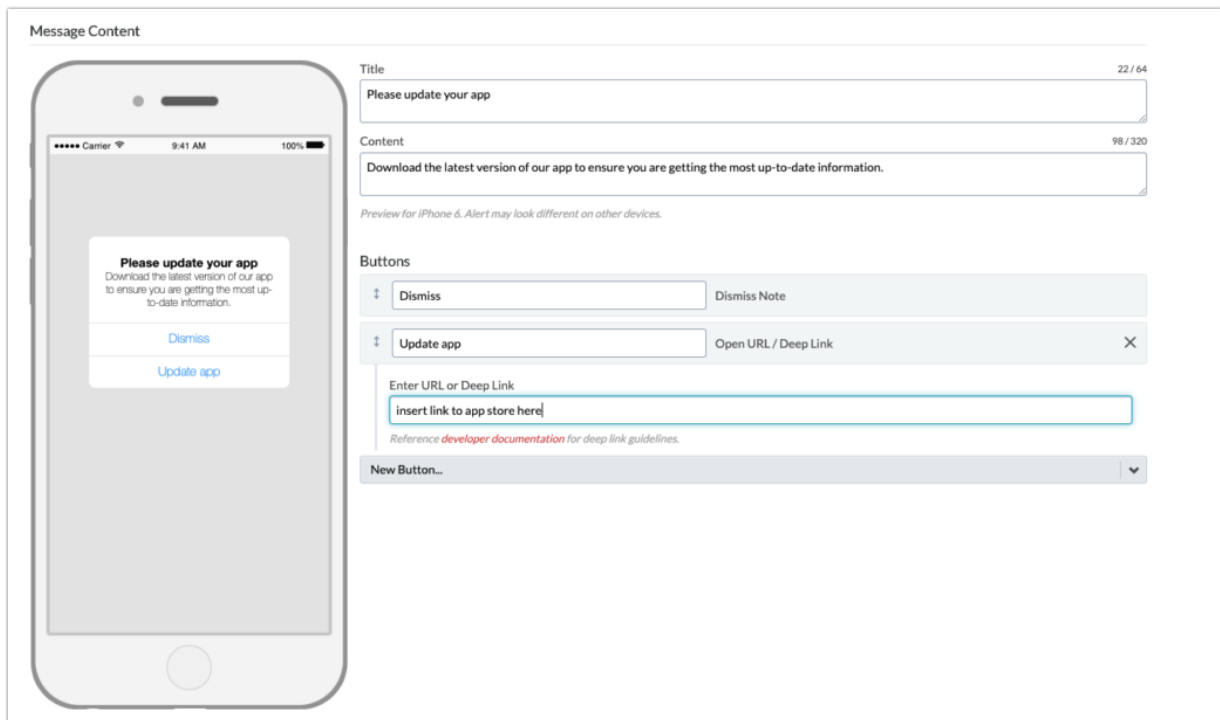 Message Content
Title
22 / 64
Please update your app
Content
98 / 320
Download the latest version of our app to ensure you are getting the most up-to-date information.
Preview for iPhone 6. Alert may look different on other devices.
Carrier 9:41 AM 100%
Please update your app
Download the latest version of our app
to ensure you are getting the most up-
to-date information.
Dismiss
Update app
Buttons
Dismiss Dismiss Note
Update app Open URL / Deep Link
Enter URL or Deep Link
insert link to app store here
Reference developer documentation for deep link guidelines.
New Button...